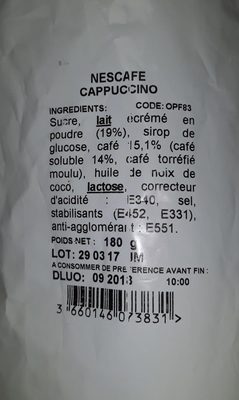 NESCAFE
CAPPUCCINO
INGREDIENTS: CODE: OPF83
Sucre, lait écrémé en
poudre (19%), sirop de
glucose, café 15,1% (café
soluble 14%, café torréfié
moulu), huile de noix de
coco, lactose, correcteur
d'acidité : E340, sel,
stabilisants (E452, E331),
anti-agglomérant : E551.
POIDS NET : 180 g
LOT: 29 03 17 JM
A CONSOMMER DE PREFERENCE AVANT FIN :
DLUO: 09 2018 10:00
3 660146 073831 >